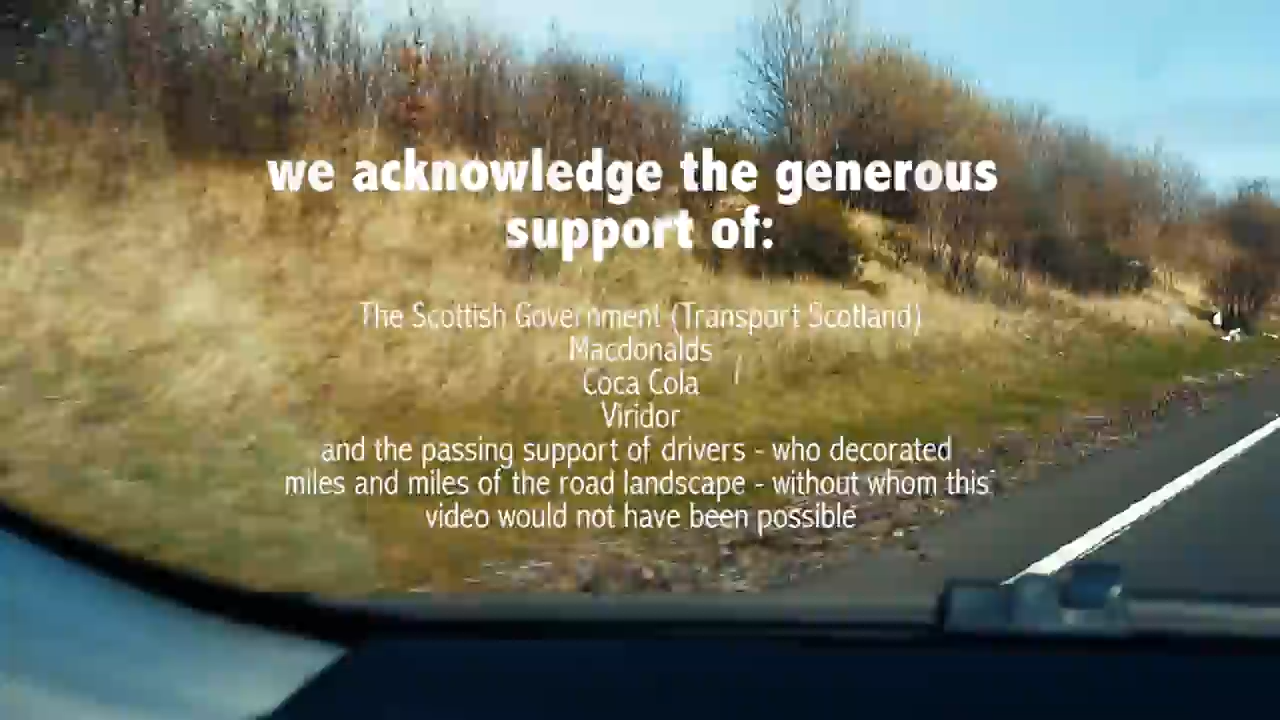 we acknowledge the generous
support of:
The Scottish Government (Transport Scotland)
Macdonalds
Coca Cola
Viridor
and the passing support of drivers - who decorated
miles and miles of the road landscape - without whom this
video would not have been possible